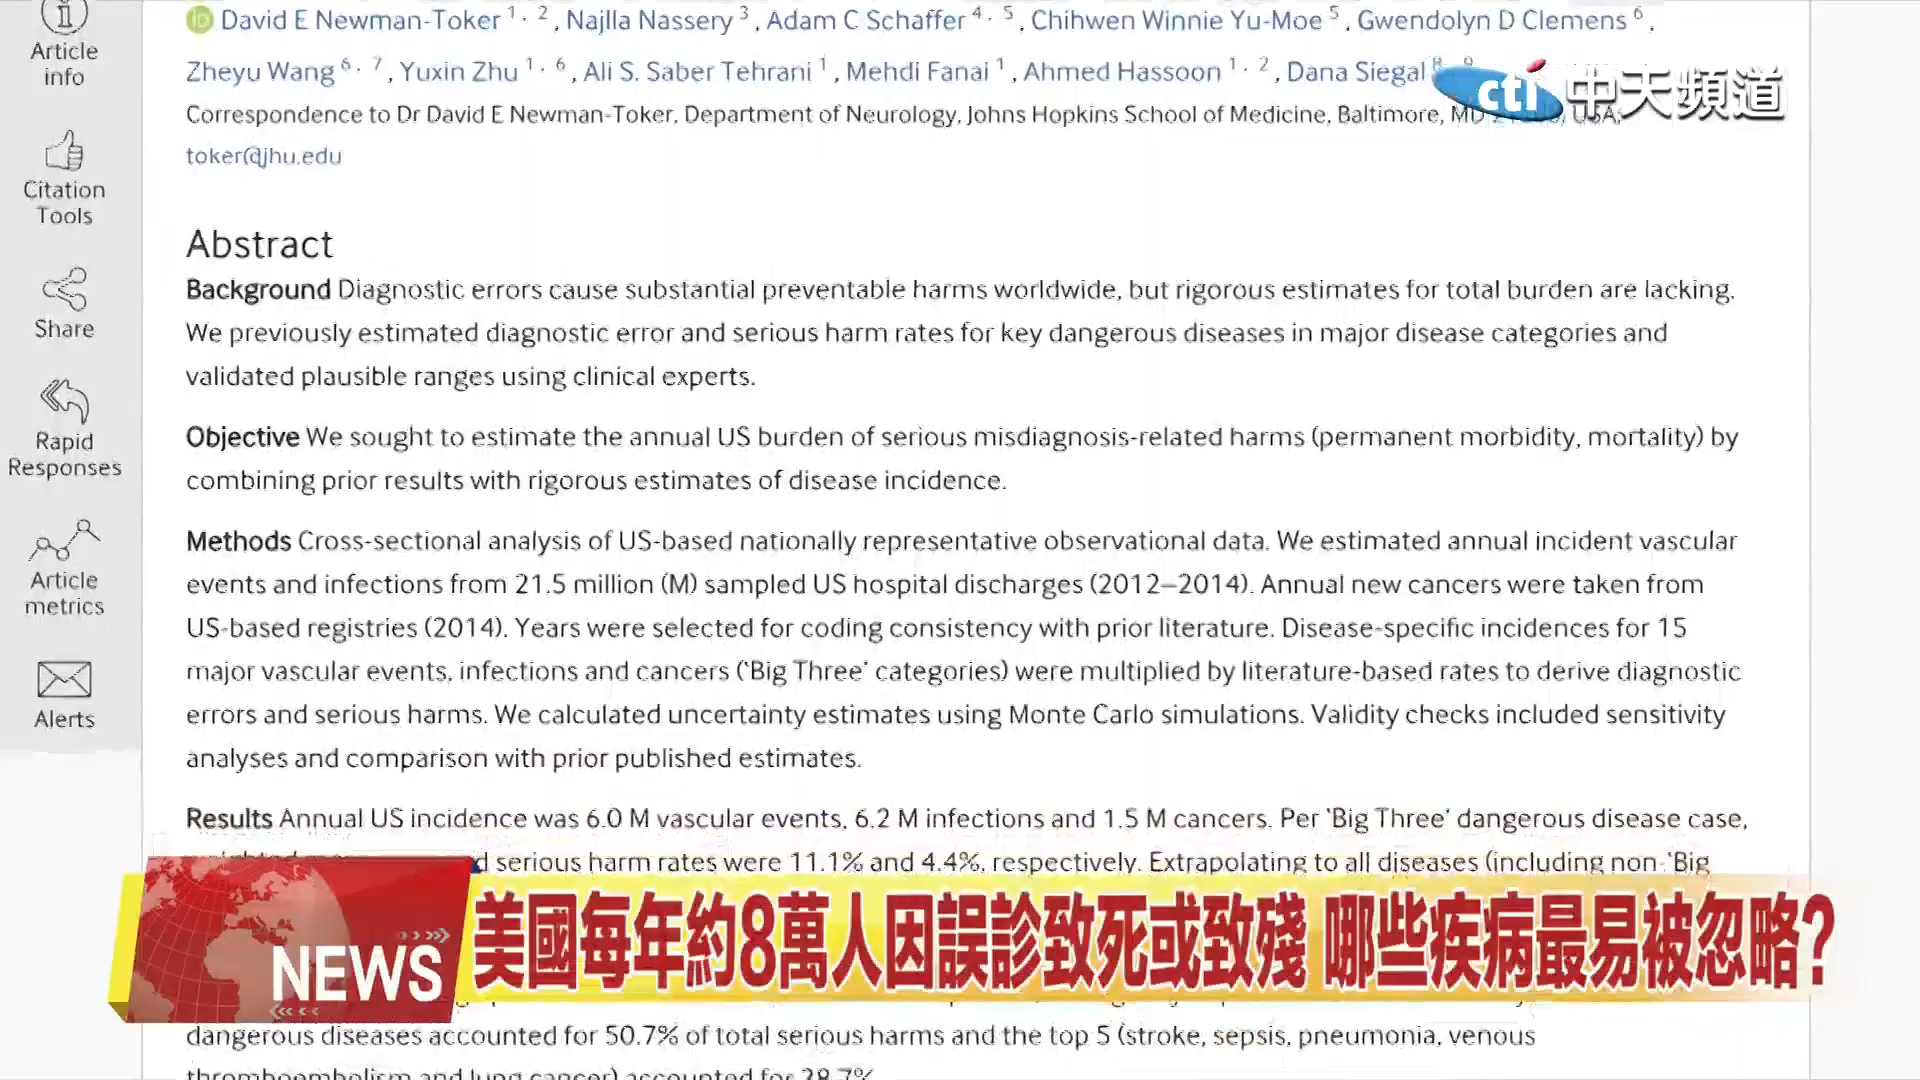 David E Newman-Toker 1, 2, Najlla Nassery 3, Adam C Schaffer 4, 5, Chihwen Winnie Yu-Moe 5, Gwendolyn D Clemens 6,
Zheyu Wang 6, 7, Yuxin Zhu 1, 6, Ali S. Saber Tehrani 1, Mehdi Fanai 1, Ahmed Hassoon 1, 2, Dana Siegal 8, 9
Correspondence to Dr David E Newman-Toker, Department of Neurology, Johns Hopkins School of Medicine, Baltimore, MD USA;
toker@jhu.edu
cti 中天頻道
Article info
Citation Tools
Share
Rapid Responses
Article metrics
Alerts
Abstract
Background Diagnostic errors cause substantial preventable harms worldwide, but rigorous estimates for total burden are lacking.
We previously estimated diagnostic error and serious harm rates for key dangerous diseases in major disease categories and
validated plausible ranges using clinical experts.
Objective We sought to estimate the annual US burden of serious misdiagnosis-related harms (permanent morbidity, mortality) by
combining prior results with rigorous estimates of disease incidence.
Methods Cross-sectional analysis of US-based nationally representative observational data. We estimated annual incident vascular
events and infections from 21.5 million (M) sampled US hospital discharges (2012–2014). Annual new cancers were taken from
US-based registries (2014). Years were selected for coding consistency with prior literature. Disease-specific incidences for 15
major vascular events, infections and cancers ('Big Three' categories) were multiplied by literature-based rates to derive diagnostic
errors and serious harms. We calculated uncertainty estimates using Monte Carlo simulations. Validity checks included sensitivity
analyses and comparison with prior published estimates.
Results Annual US incidence was 6.0 M vascular events, 6.2 M infections and 1.5 M cancers. Per 'Big Three' dangerous disease case,
serious harm rates were 11.1% and 4.4%, respectively. Extrapolating to all diseases (including non-'Big
NEWS
美國每年約8萬人因誤診致死或致殘 哪些疾病最易被忽略?
dangerous diseases accounted for 50.7% of total serious harms and the top 5 (stroke, sepsis, pneumonia, venous
thromboembolism and lung cancer) accounted for 38.7%